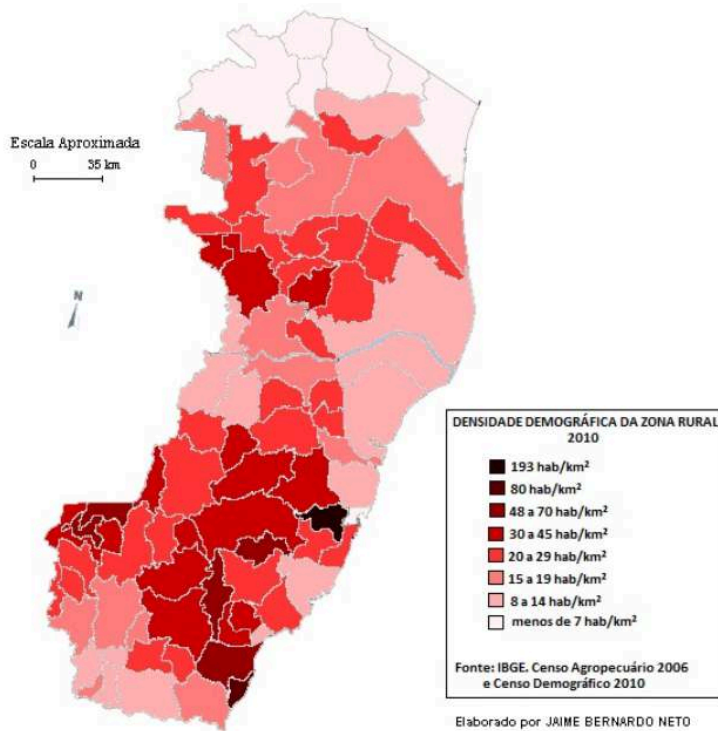 Escala Aproximada
0 35 km
N
DENSIDADE DEMOGRÁFICA DA ZONA RURAL
2010
193 hab/km²
80 hab/km²
48 a 70 hab/km²
30 a 45 hab/km²
20 a 29 hab/km²
15 a 19 hab/km²
8 a 14 hab/km²
menos de 7 hab/km²
Fonte: IBGE. Censo Agropecuário 2006
e Censo Demográfico 2010
Elaborado por JAIME BERNARDO NETO